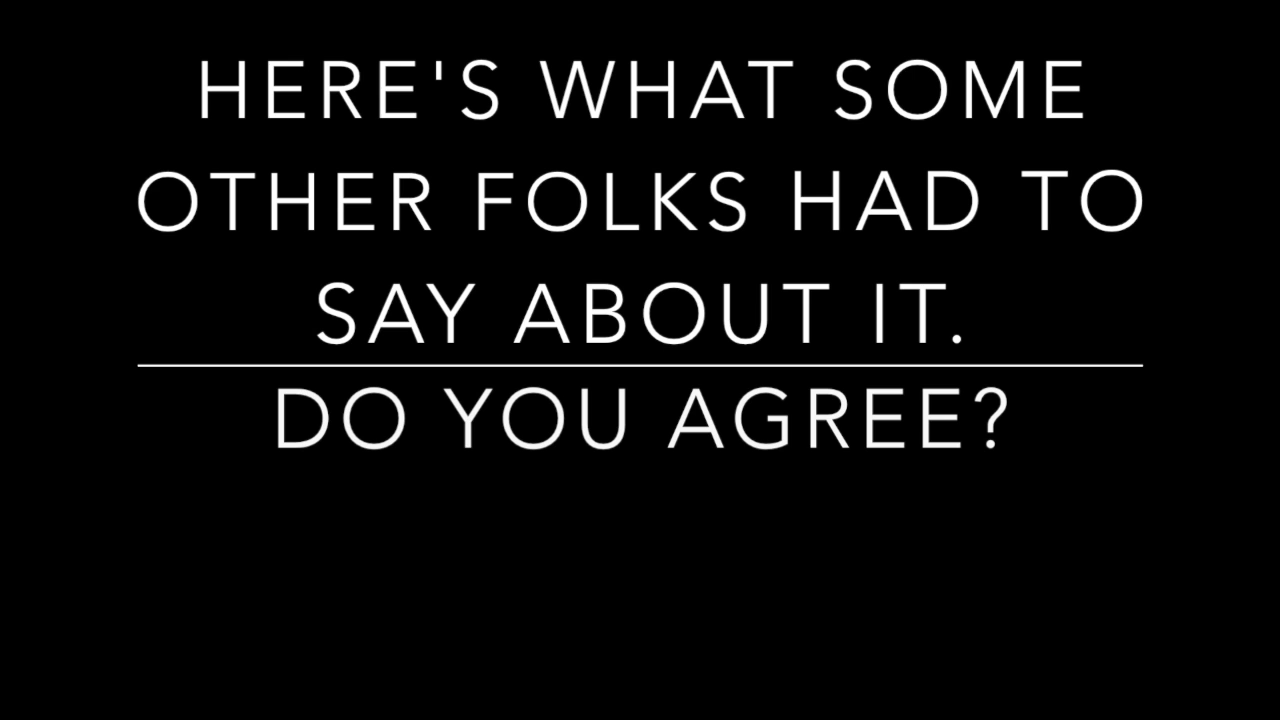 HERE'S WHAT SOME
OTHER FOLKS HAD TO
SAY ABOUT IT.
DO YOU AGREE?